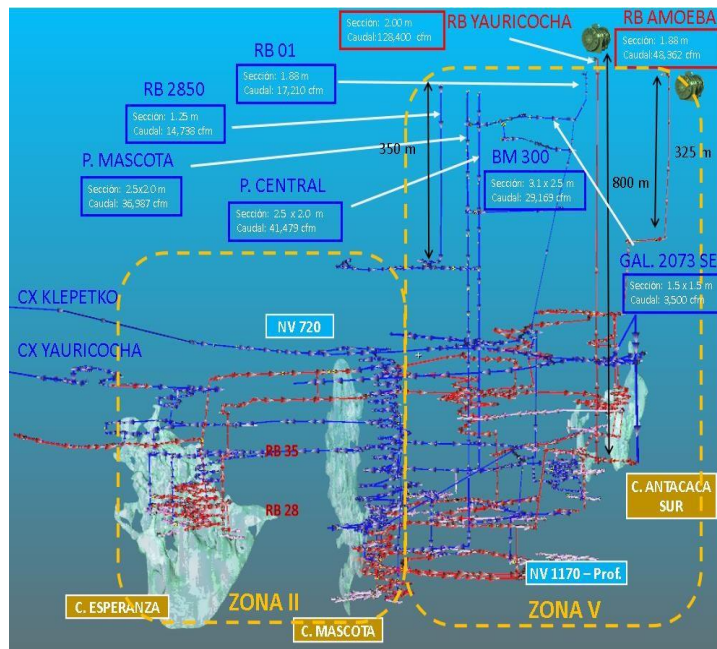 Sección: 2.00 m
Caudal:128,400 cfm
RB YAURICOCHA
RB AMOEBA
Sección: 1.88 m
Caudal:48,362 cfm
RB 01
Sección: 1.88 m
Caudal: 17,210 cfm
RB 2850
Sección: 1.25 m
Caudal: 14,738 cfm
P. MASCOTA
Sección: 2.5x2.0 m
Caudal: 36,987 cfm
P. CENTRAL
Sección: 2.5 x 2.0 m
Caudal: 41,479 cfm
350 m
BM 300
Sección: 3.1 x 2.5 m
Caudal: 29,169 cfm
800 m
325 m
GAL. 2073 SE
Sección: 1.5 x 1.5 m
Caudal: 3,500 cfm
CX KLEPETKO
NV 720
CX YAURICOCHA
RB 35
RB 28
C. ANTACACA
SUR
NV 1170 – Prof.
C. ESPERANZA
ZONA II
C. MASCOTA
ZONA V